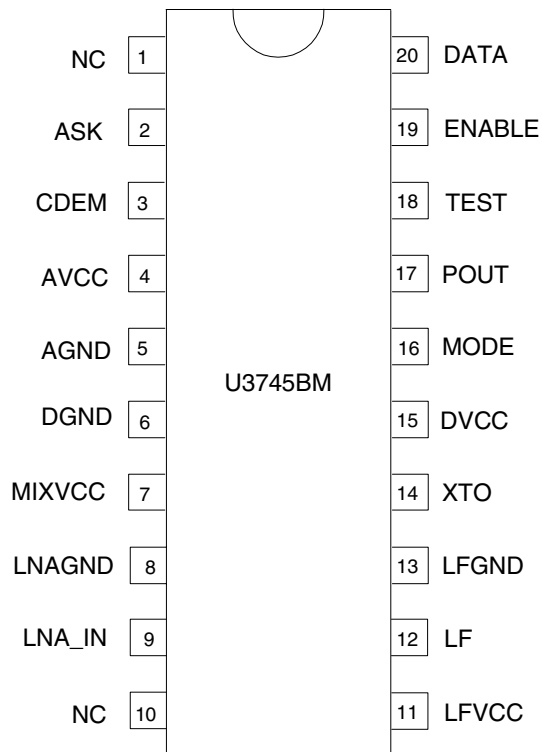 NC 1 20 DATA
ASK 2 19 ENABLE
CDEM 3 18 TEST
AVCC 4 17 POUT
AGND 5 16 MODE
U3745BM
DGND 6 15 DVCC
MIXVCC 7 14 XTO
LNAGND 8 13 LFGND
LNA_IN 9 12 LF
NC 10 11 LFVCC